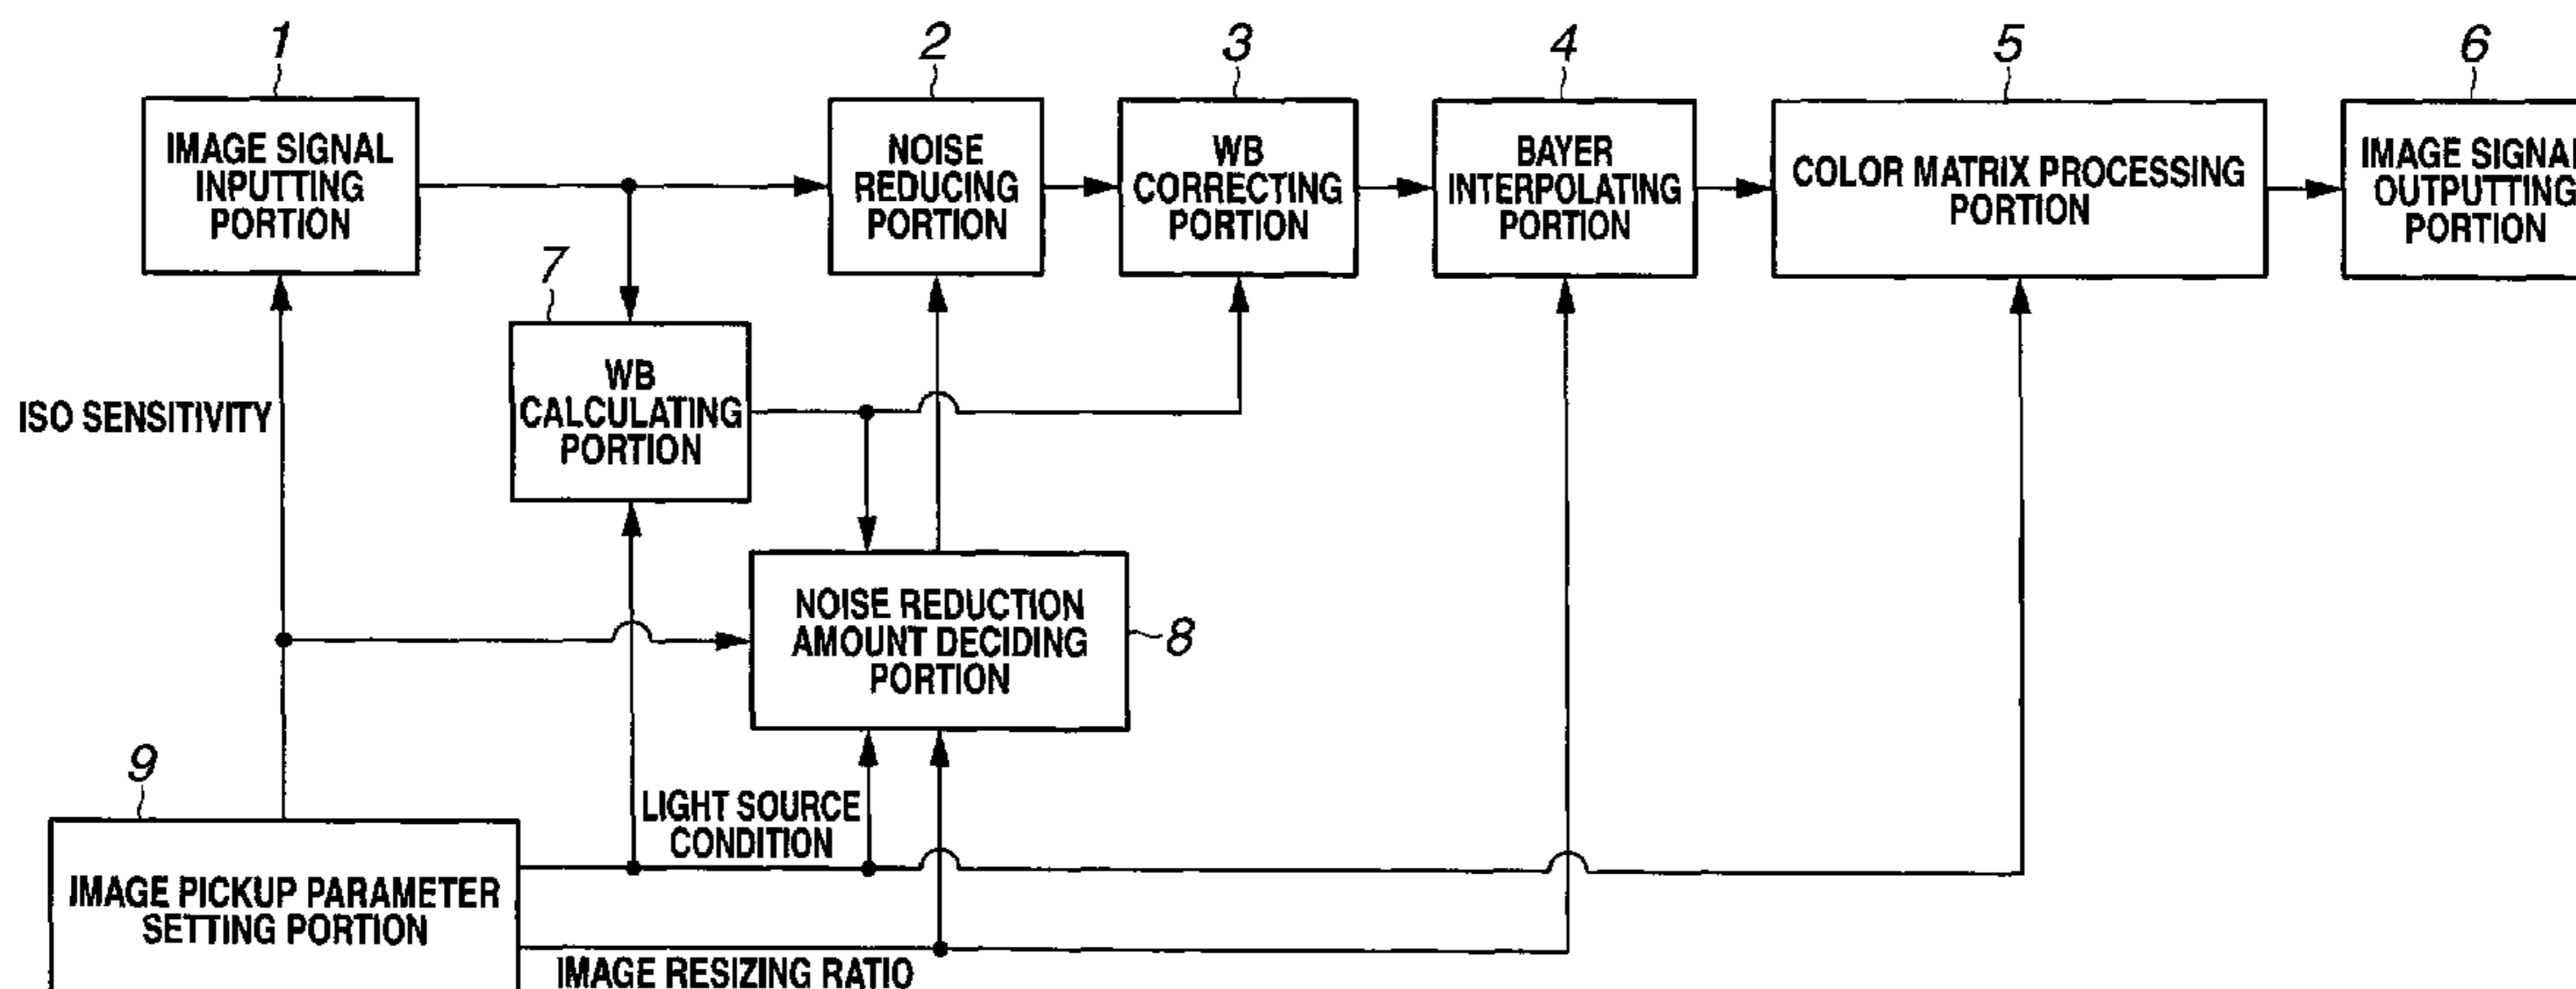 1
2
3
4
5
6
IMAGE SIGNAL
INPUTTING
PORTION
NOISE
REDUCING
PORTION
WB
CORRECTING
PORTION
BAYER
INTERPOLATING
PORTION
COLOR MATRIX PROCESSING
PORTION
IMAGE SIGNAL
OUTPUTTING
PORTION
7
WB
CALCULATING
PORTION
ISO SENSITIVITY
NOISE REDUCTION
AMOUNT DECIDING
PORTION
8
9
LIGHT SOURCE
CONDITION
IMAGE PICKUP PARAMETER
SETTING PORTION
IMAGE RESIZING RATIO